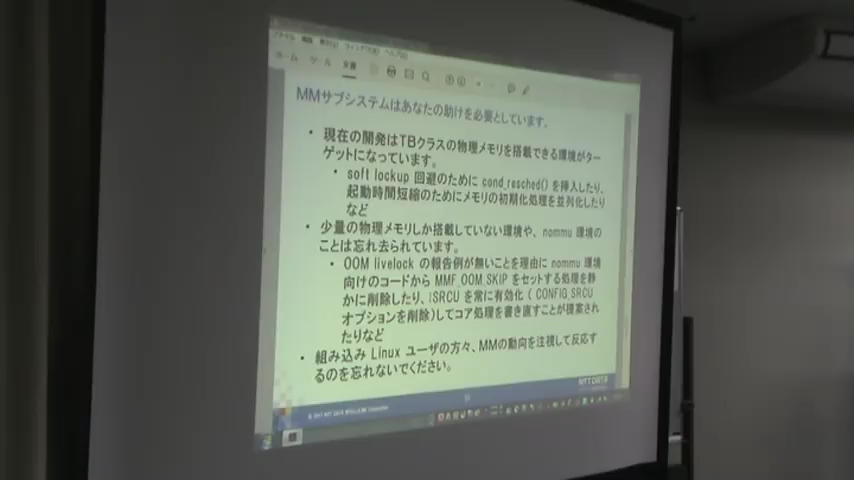 ホーム ツール 文書
MMサブシステムはあなたの助けを必要としています。
• 現在の開発はTBクラスの物理メモリを搭載できる環境がター
ゲットになっています。
• soft lockup 回避のために cond_resched() を挿入したり、
起動時間短縮のためにメモリの初期化処理を並列化したり
など
• 少量の物理メモリしか搭載していない環境や、nommu 環境の
ことは忘れ去られています。
• OOM livelock の報告例が無いことを理由に nommu 環境
向けのコードから MMF_OOM_SKIP をセットする処理を静
かに削除したり、SRCU を常に有効化 ( CONFIG_SRCU
オプションを削除)してコア処理を書き直すことが提案され
たりなど
• 組み込み Linux ユーザの方々、MMの動向を注視して反応す
るのを忘れないでください。
NTT DATA